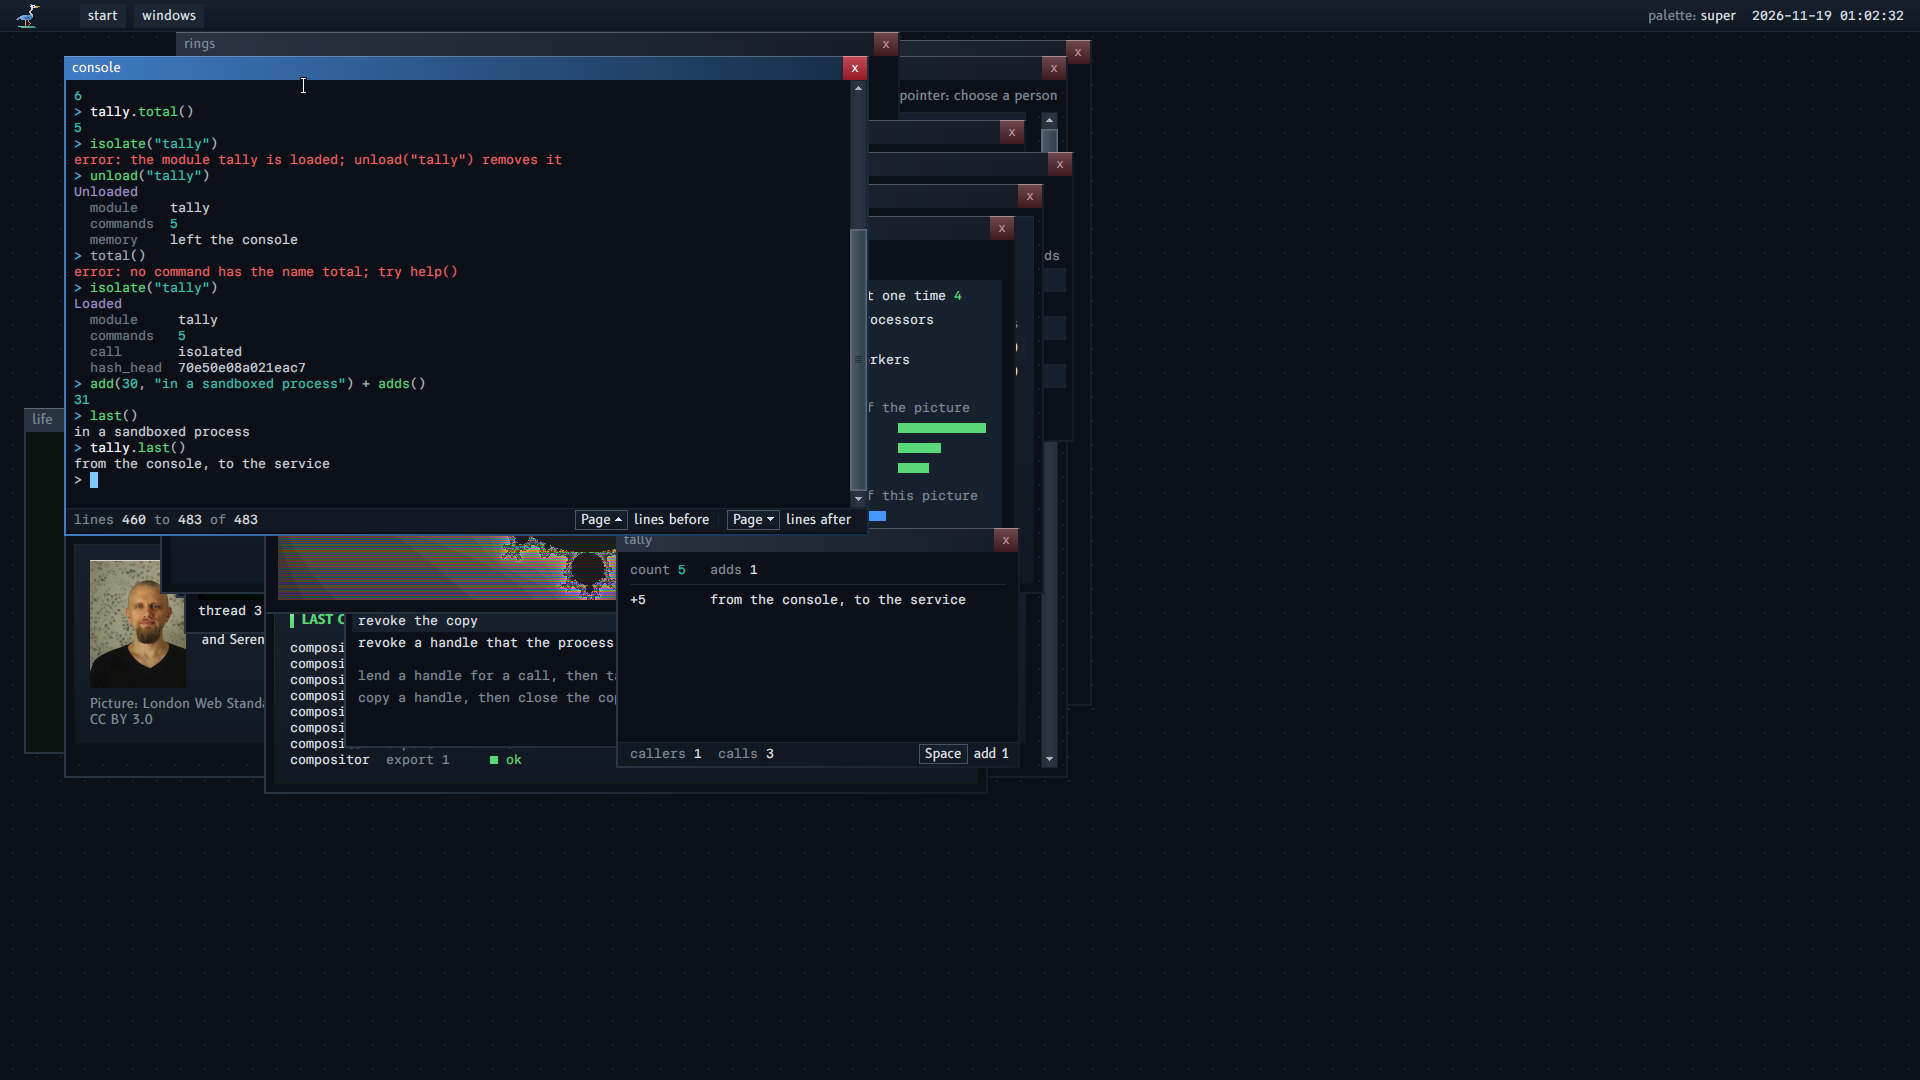 start windows palette: super 2026-11-19 01:02:32
rings
console
6
> tally.total()
5
> isolate("tally")
error: the module tally is loaded; unload("tally") removes it
> unload("tally")
Unloaded
module tally
commands 5
memory left the console
> total()
error: no command has the name total; try help()
> isolate("tally")
Loaded
module tally
commands 5
call isolated
hash_head 70e50e08a021eac7
> add(30, "in a sandboxed process") + adds()
31
> last()
in a sandboxed process
> tally.last()
from the console, to the service
>
lines 460 to 483 of 483 Page lines before Page lines after
pointer: choose a person
ds
t one time 4
ocessors
rkers
f the picture
f this picture
life
thread 3
and Seren
Picture: London Web Standa
CC BY 3.0
LAST C
composi
composi
composi
composi
composi
composi
composi
compositor export 1 ok
revoke the copy
revoke a handle that the process
lend a handle for a call, then t
copy a handle, then close the co
tally
count 5 adds 1
+5 from the console, to the service
callers 1 calls 3 Space add 1